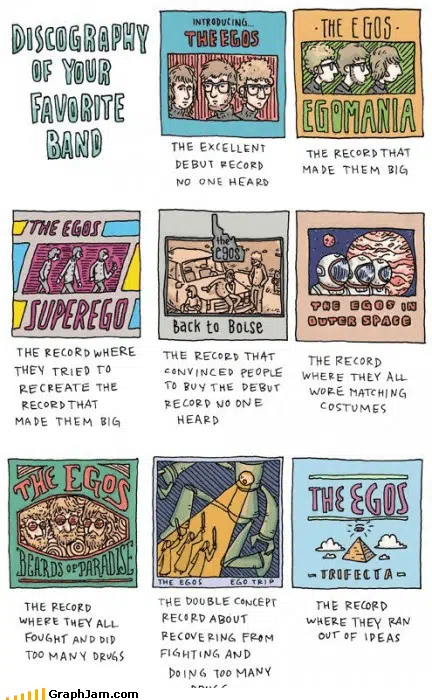 DISCOGRAPHY
OF YOUR
FAVORITE
BAND
INTRODUCING...
THE EGOS
THE EXCELLENT
DEBUT RECORD
NO ONE HEARD
· THE EGOS ·
EGOMANIA
THE RECORD THAT
MADE THEM BIG
THE EGOS
SUPEREGO
THE RECORD WHERE
THEY TRIED TO
RECREATE THE
RECORD THAT
MADE THEM BIG
the
egos
Back to Boise
THE RECORD THAT
CONVINCED PEOPLE
TO BUY THE DEBUT
RECORD NO ONE
HEARD
THE EGOS IN
OUTER SPACE
THE RECORD
WHERE THEY ALL
WORE MATCHING
COSTUMES
THE EGOS
BEARDS OF PARADISE
THE RECORD
WHERE THEY ALL
FOUGHT AND DID
TOO MANY DRUGS
THE EGOS EGO TRIP
THE DOUBLE CONCEPT
RECORD ABOUT
RECOVERING FROM
FIGHTING AND
DOING TOO MANY
THE EGOS
- TRIFECTA -
THE RECORD
WHERE THEY RAN
OUT OF IDEAS
GraphJam.com